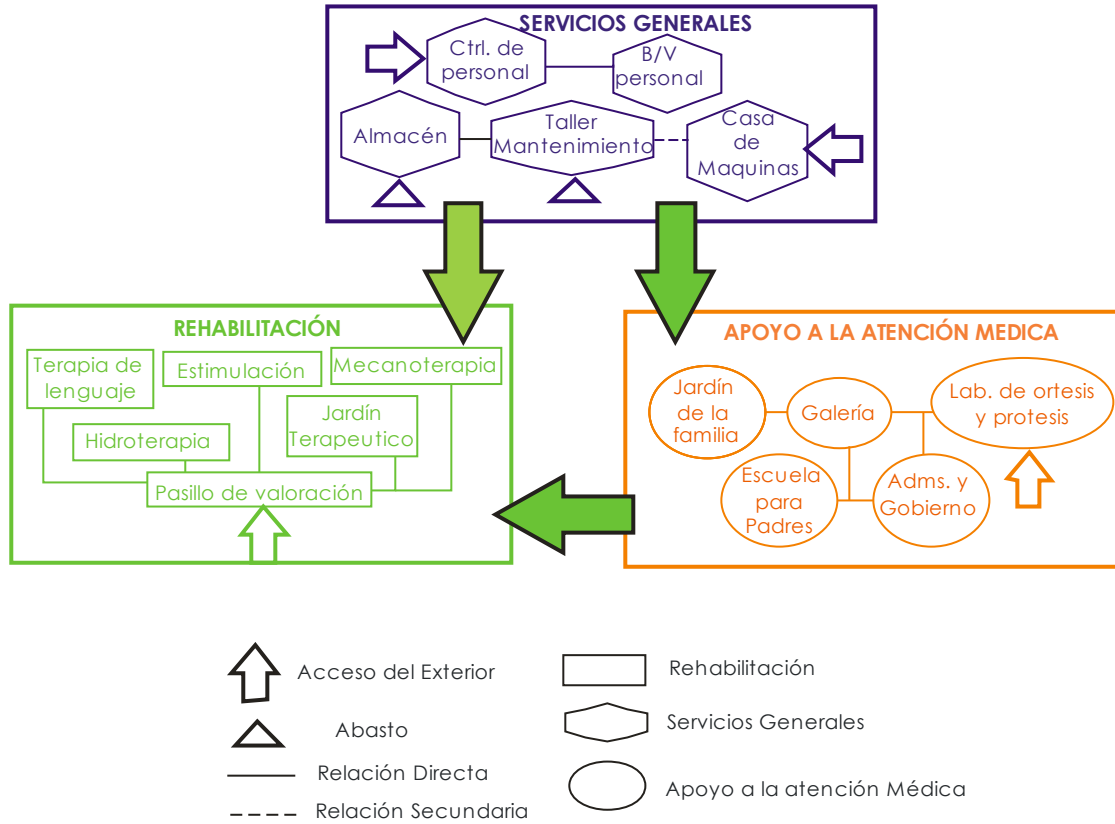 SERVICIOS GENERALES
Ctrl. de
personal
B/V
personal
Almacén
Taller
Mantenimiento
Casa
de
Maquinas
REHABILITACIÓN
Terapia de
lenguaje
Estimulación
Mecanoterapia
Hidroterapia
Jardín
Terapeutico
Pasillo de valoración
APOYO A LA ATENCIÓN MEDICA
Jardín
de la
familia
Galería
Lab. de ortesis
y protesis
Escuela
para
Padres
Adms. y
Gobierno
Acceso del Exterior
Abasto
Relación Directa
Relación Secundaria
Rehabilitación
Servicios Generales
Apoyo a la atención Médica